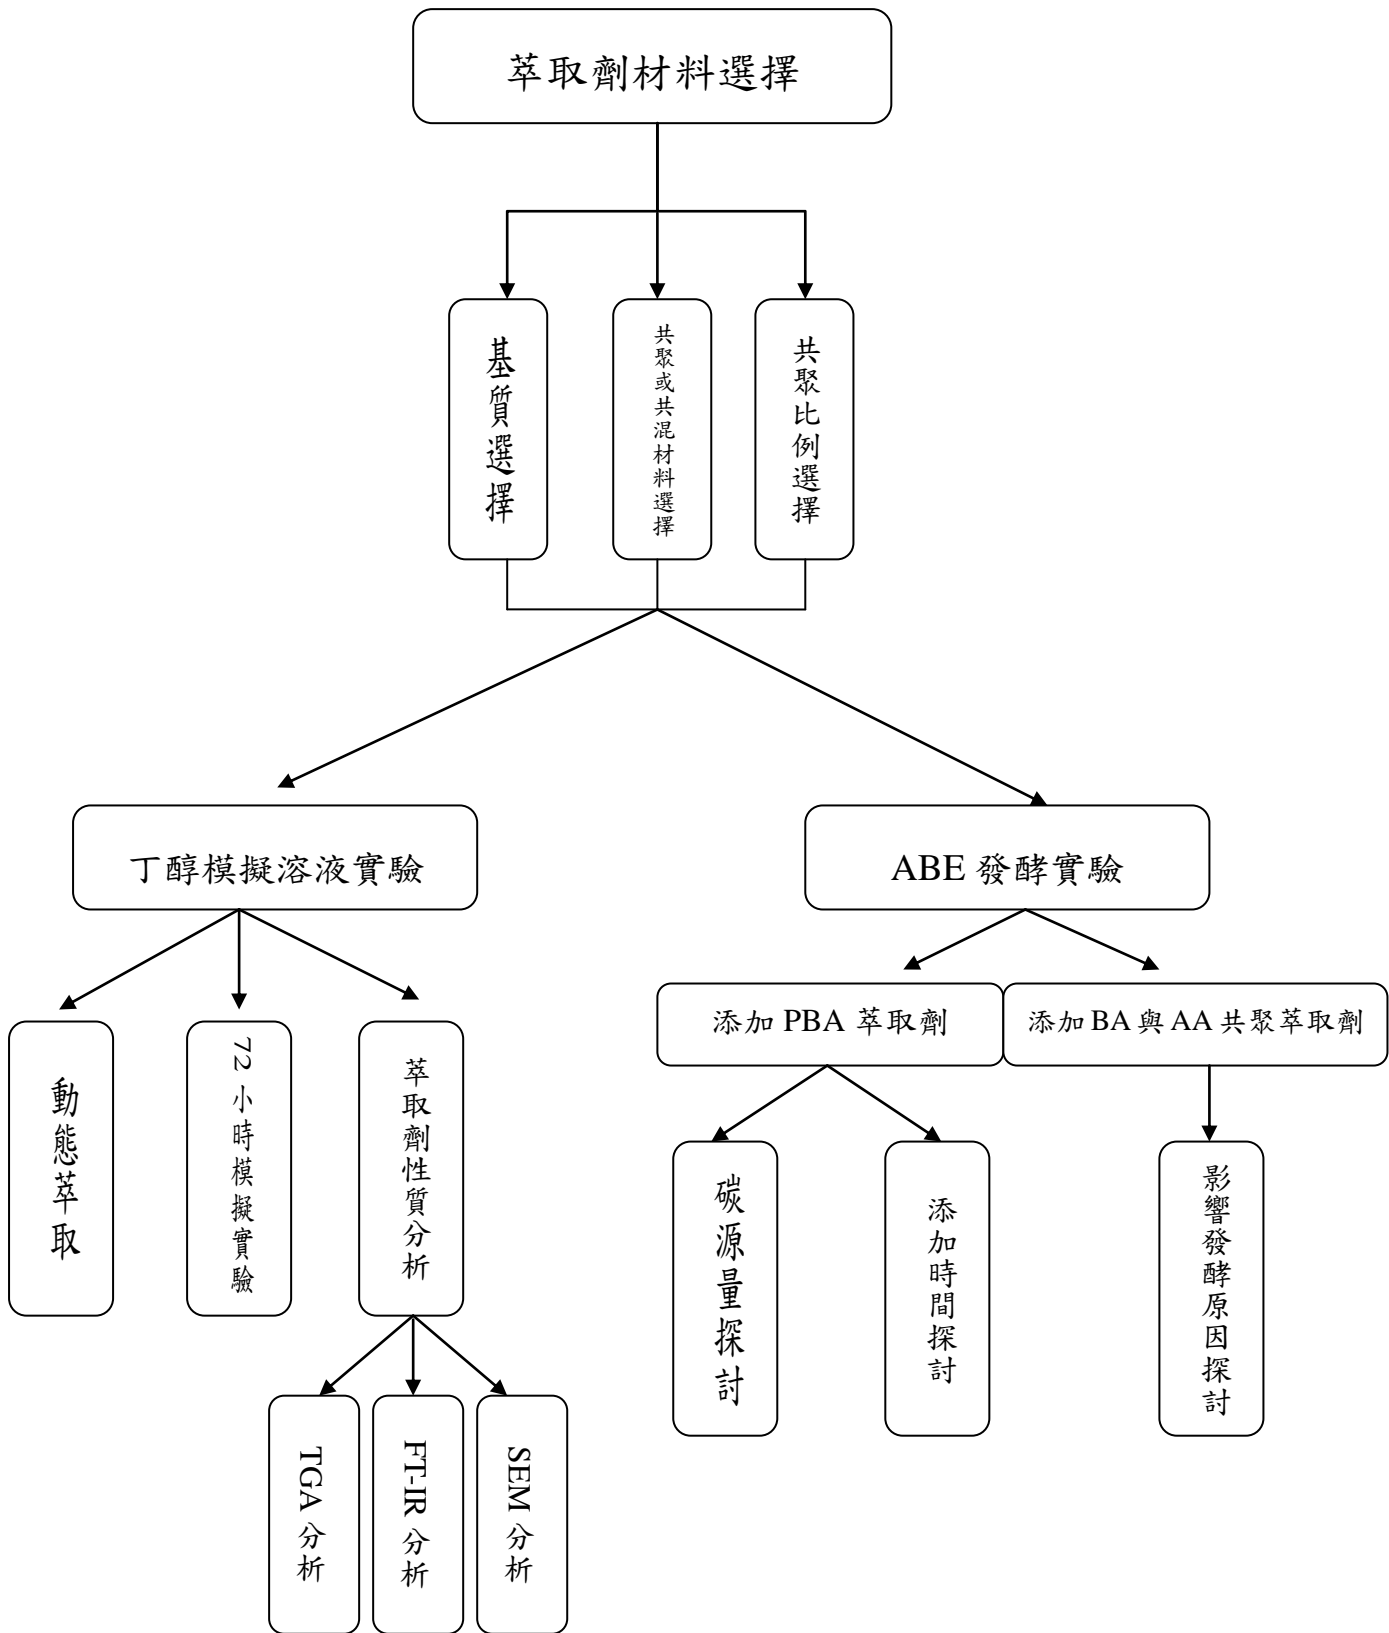 萃取劑材料選擇
基質選擇
共聚或共混材料選擇
共聚比例選擇
丁醇模擬溶液實驗
ABE 發酵實驗
動態萃取
72 小時模擬實驗
萃取劑性質分析
添加 PBA 萃取劑
添加 BA 與 AA 共聚萃取劑
TGA 分析
FT-IR 分析
SEM 分析
碳源量探討
添加時間探討
影響發酵原因探討